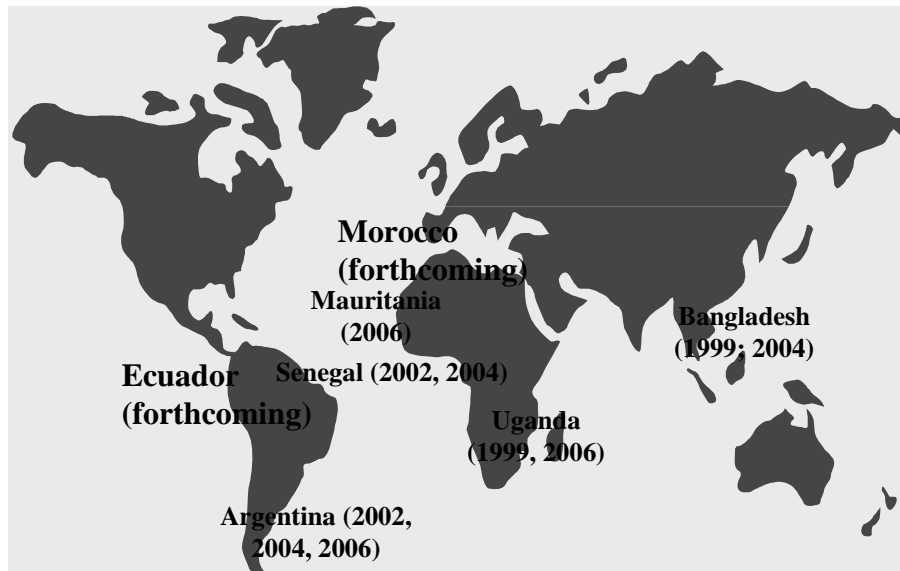 Morocco
(forthcoming)
Mauritania
(2006)
Bangladesh
(1999; 2004)
Ecuador
(forthcoming)
Senegal (2002, 2004)
Uganda
(1999, 2006)
Argentina (2002,
2004, 2006)